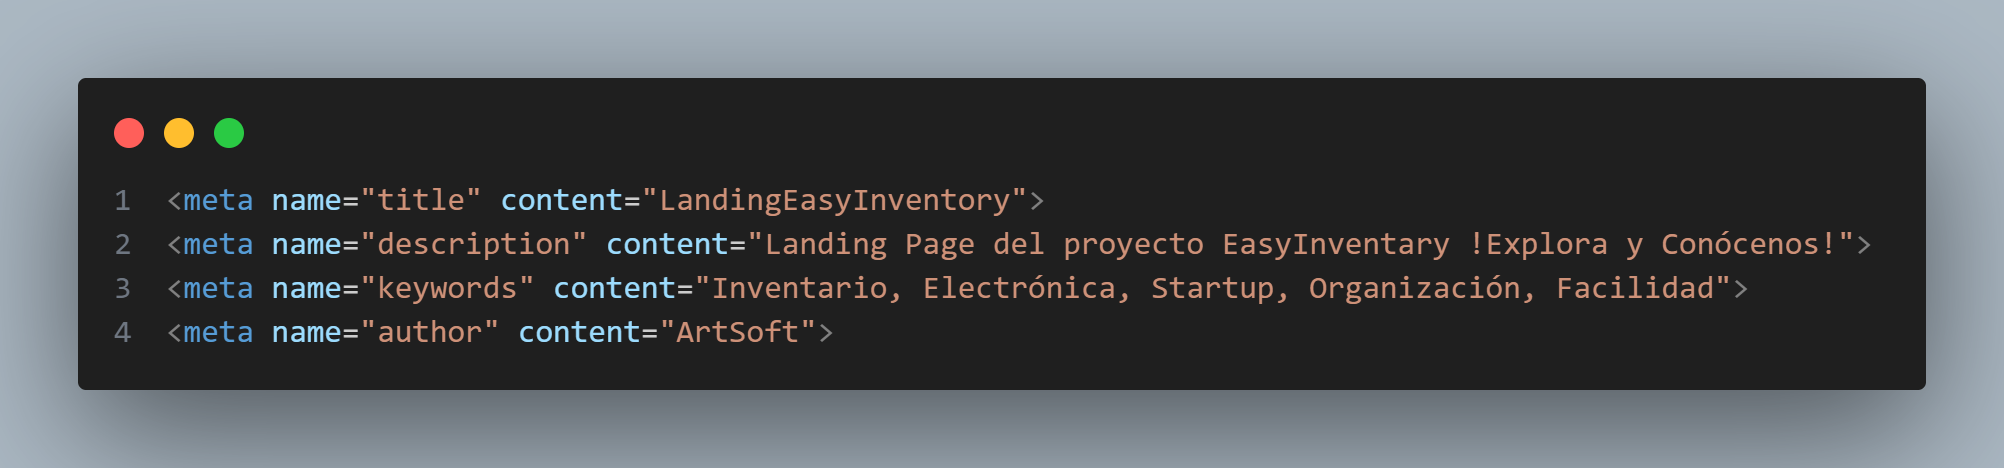 1 <meta name="title" content="LandingEasyInventory">
2 <meta name="description" content="Landing Page del proyecto EasyInventary !Explora y Conócenos!">
3 <meta name="keywords" content="Inventario, Electrónica, Startup, Organización, Facilidad">
4 <meta name="author" content="ArtSoft">